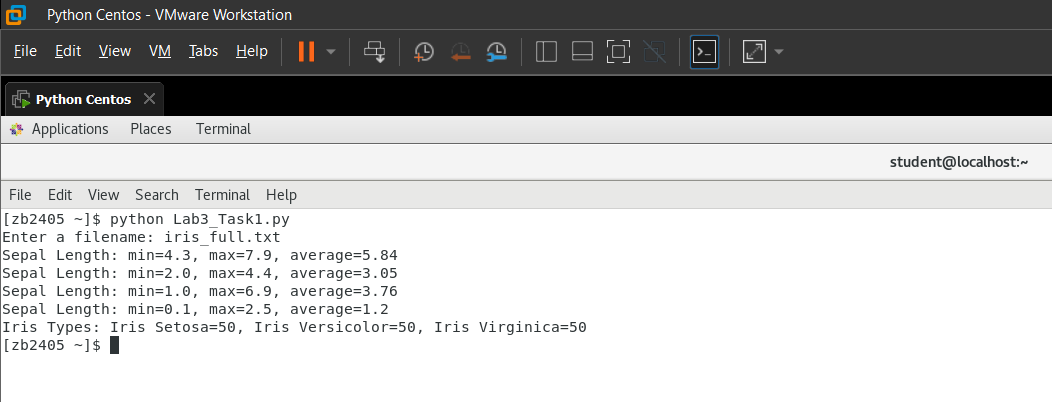 Python Centos - VMware Workstation
File Edit View VM Tabs Help
Python Centos
Applications Places Terminal
student@localhost:~
File Edit View Search Terminal Help
[zb2405 ~]$ python Lab3_Task1.py
Enter a filename: iris_full.txt
Sepal Length: min=4.3, max=7.9, average=5.84
Sepal Length: min=2.0, max=4.4, average=3.05
Sepal Length: min=1.0, max=6.9, average=3.76
Sepal Length: min=0.1, max=2.5, average=1.2
Iris Types: Iris Setosa=50, Iris Versicolor=50, Iris Virginica=50
[zb2405 ~]$